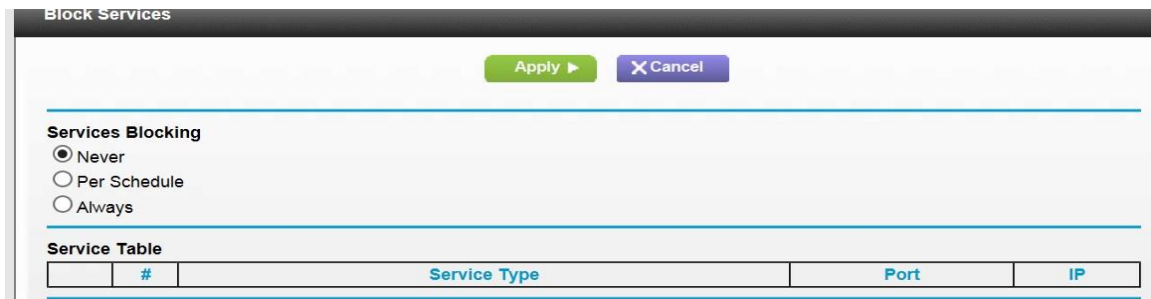 Block Services
Apply
Cancel
Services Blocking
Never
Per Schedule
Always
Service Table
# Service Type Port IP